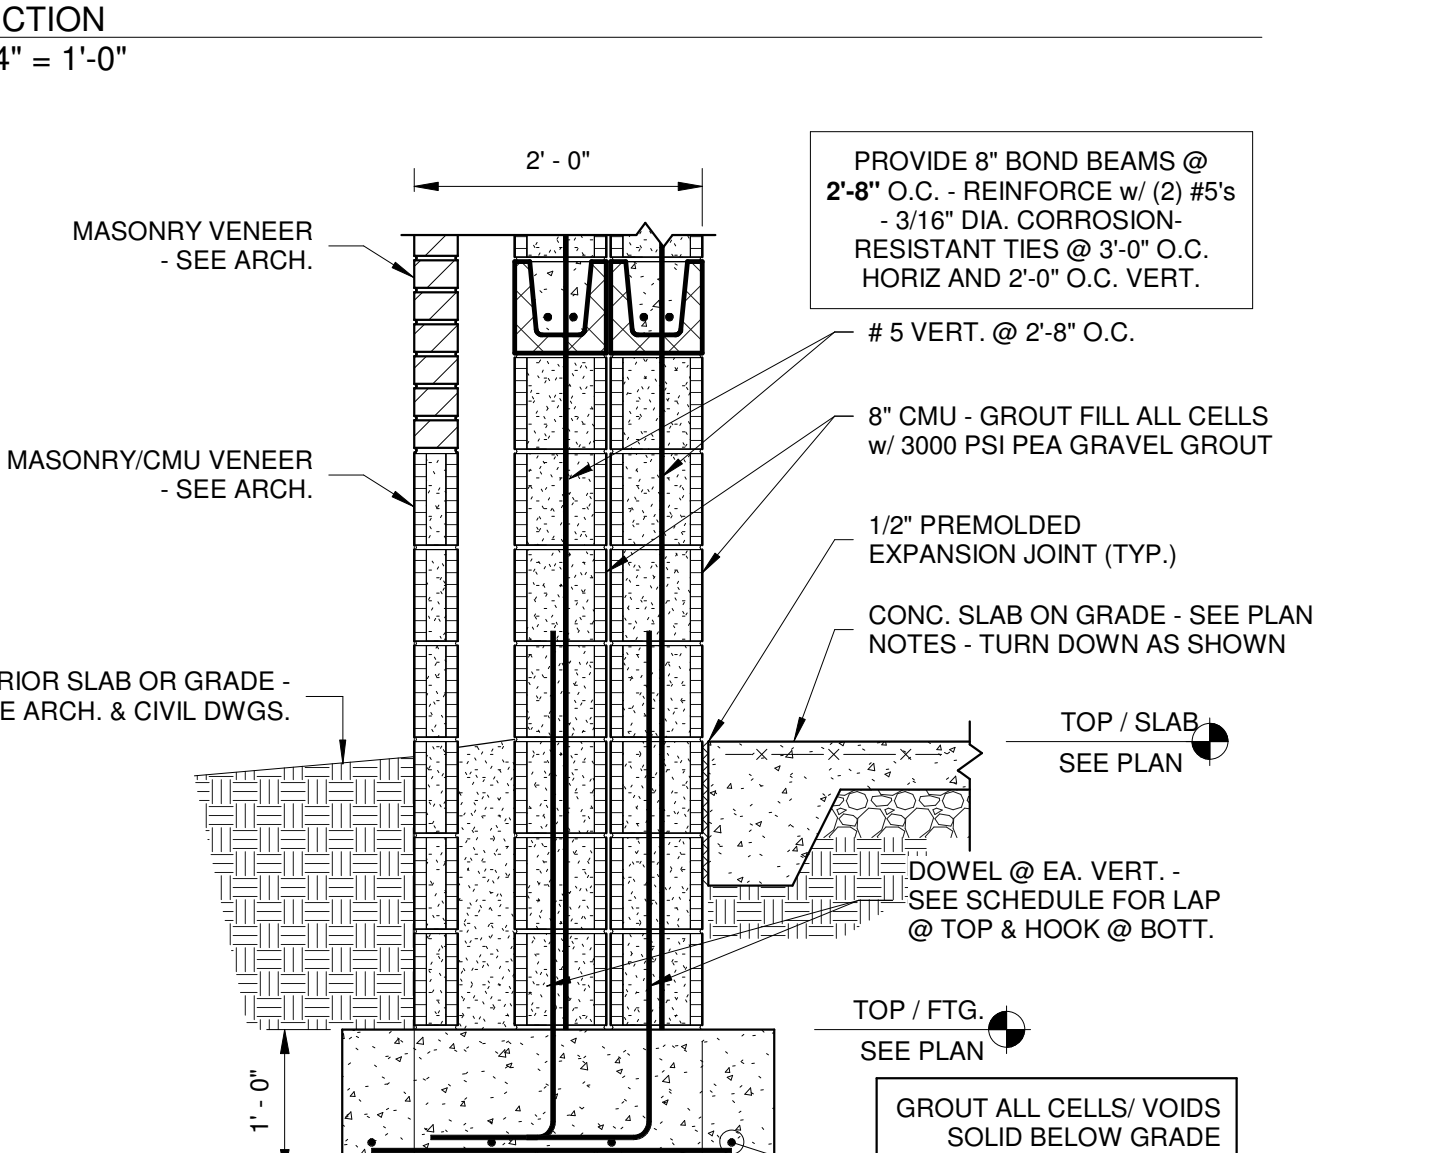 CTION
4" = 1'-0"
2' - 0"
PROVIDE 8" BOND BEAMS @
2'-8" O.C. - REINFORCE w/ (2) #5's
- 3/16" DIA. CORROSION-
RESISTANT TIES @ 3'-0" O.C.
HORIZ AND 2'-0" O.C. VERT.
MASONRY VENEER
- SEE ARCH.
# 5 VERT. @ 2'-8" O.C.
8" CMU - GROUT FILL ALL CELLS
w/ 3000 PSI PEA GRAVEL GROUT
MASONRY/CMU VENEER
- SEE ARCH.
1/2" PREMOLDED
EXPANSION JOINT (TYP.)
CONC. SLAB ON GRADE - SEE PLAN
NOTES - TURN DOWN AS SHOWN
RIOR SLAB OR GRADE -
E ARCH. & CIVIL DWGS.
TOP / SLAB
SEE PLAN
DOWEL @ EA. VERT. -
SEE SCHEDULE FOR LAP
@ TOP & HOOK @ BOTT.
TOP / FTG.
SEE PLAN
1' - 0"
GROUT ALL CELLS/ VOIDS
SOLID BELOW GRADE